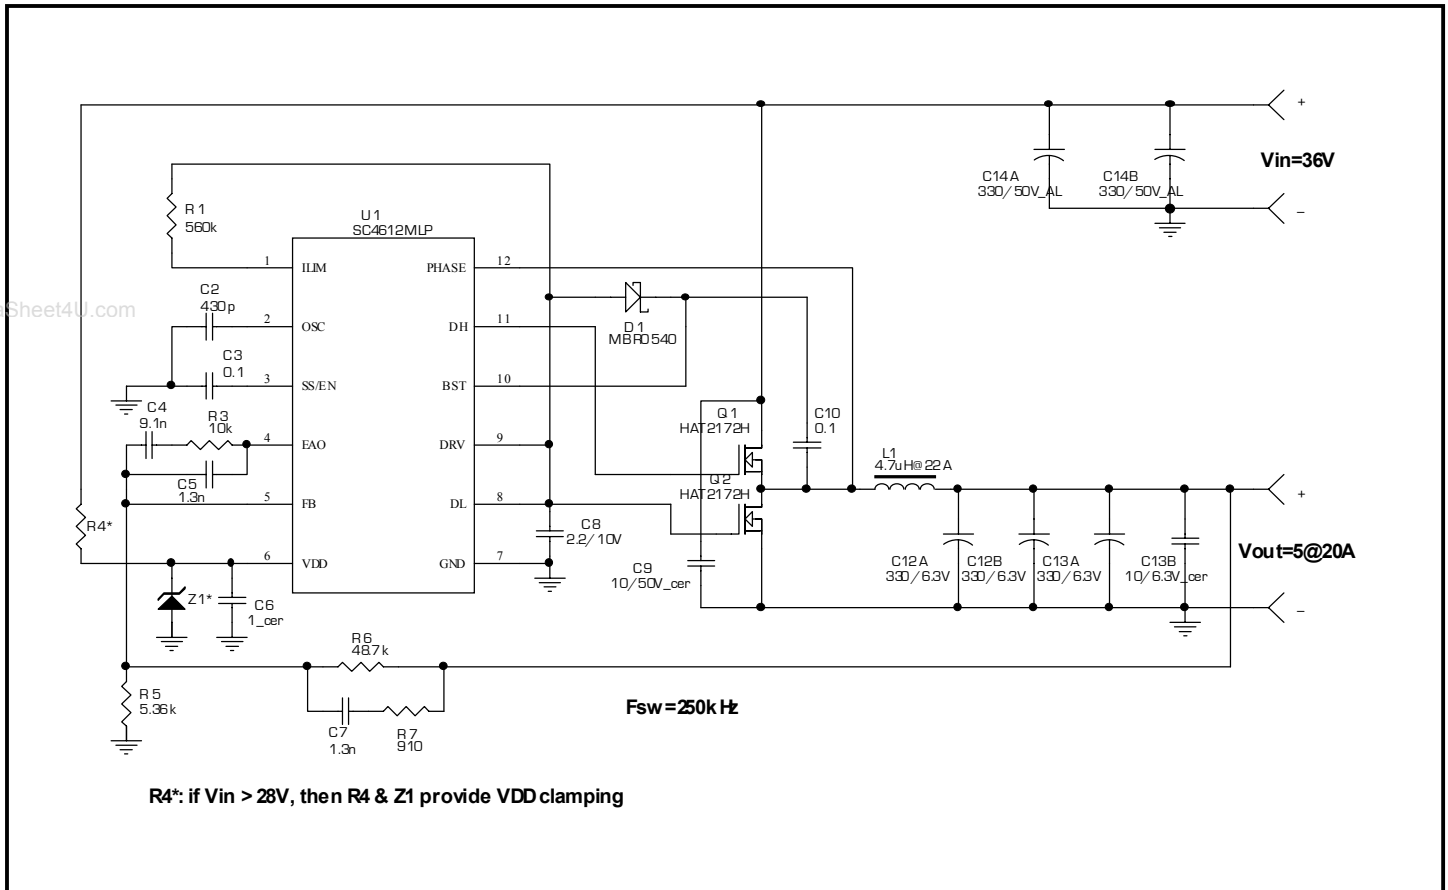 +
Vin=36V
C14A
330/50V_AL
C14B
330/50V_AL
–
R1
560k
U1
SC4612MLP
1
ILIM
PHASE
12
aSheet4U.com
C2
430p
2
OSC
DH
11
D1
MBR0540
C3
0.1
3
SS/EN
BST
10
C4
9.1n
R3
10k
4
EAO
DRV
9
Q1
HAT2172H
C10
0.1
L1
4.7uH@22A
C5
1.3n
5
FB
DL
8
Q2
HAT2172H
+
R4*
C8
2.2/10V
6
VDD
GND
7
C9
10/50V_cer
C12A
330/6.3V
C12B
330/6.3V
C13A
330/6.3V
C13B
10/6.3V_cer
Vout=5@20A
Z1*
C6
1_cer
–
R6
48.7k
R5
5.36k
C7
1.3n
R7
910
Fsw=250kHz
R4*: if Vin > 28V, then R4 & Z1 provide VDD clamping